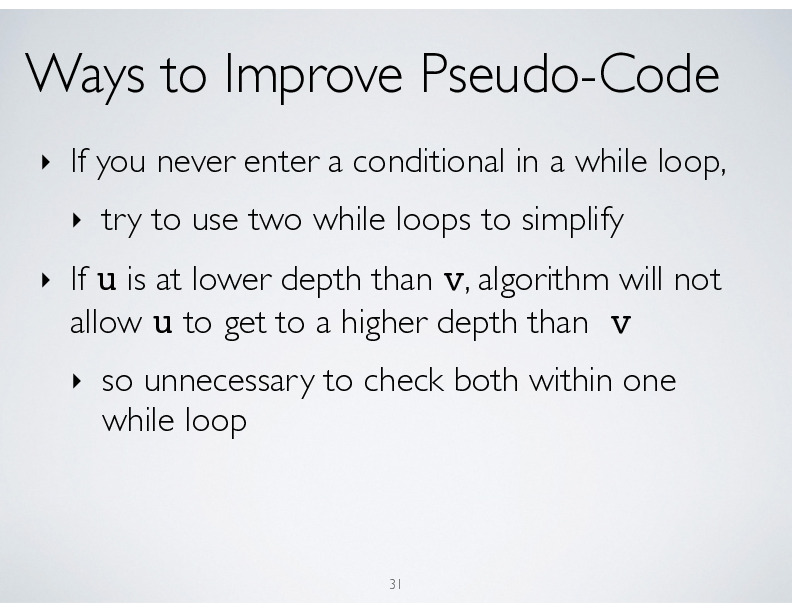 Ways to Improve Pseudo-Code
‣ If you never enter a conditional in a while loop,
‣ try to use two while loops to simplify
‣ If u is at lower depth than v, algorithm will not
allow u to get to a higher depth than v
‣ so unnecessary to check both within one
while loop
31